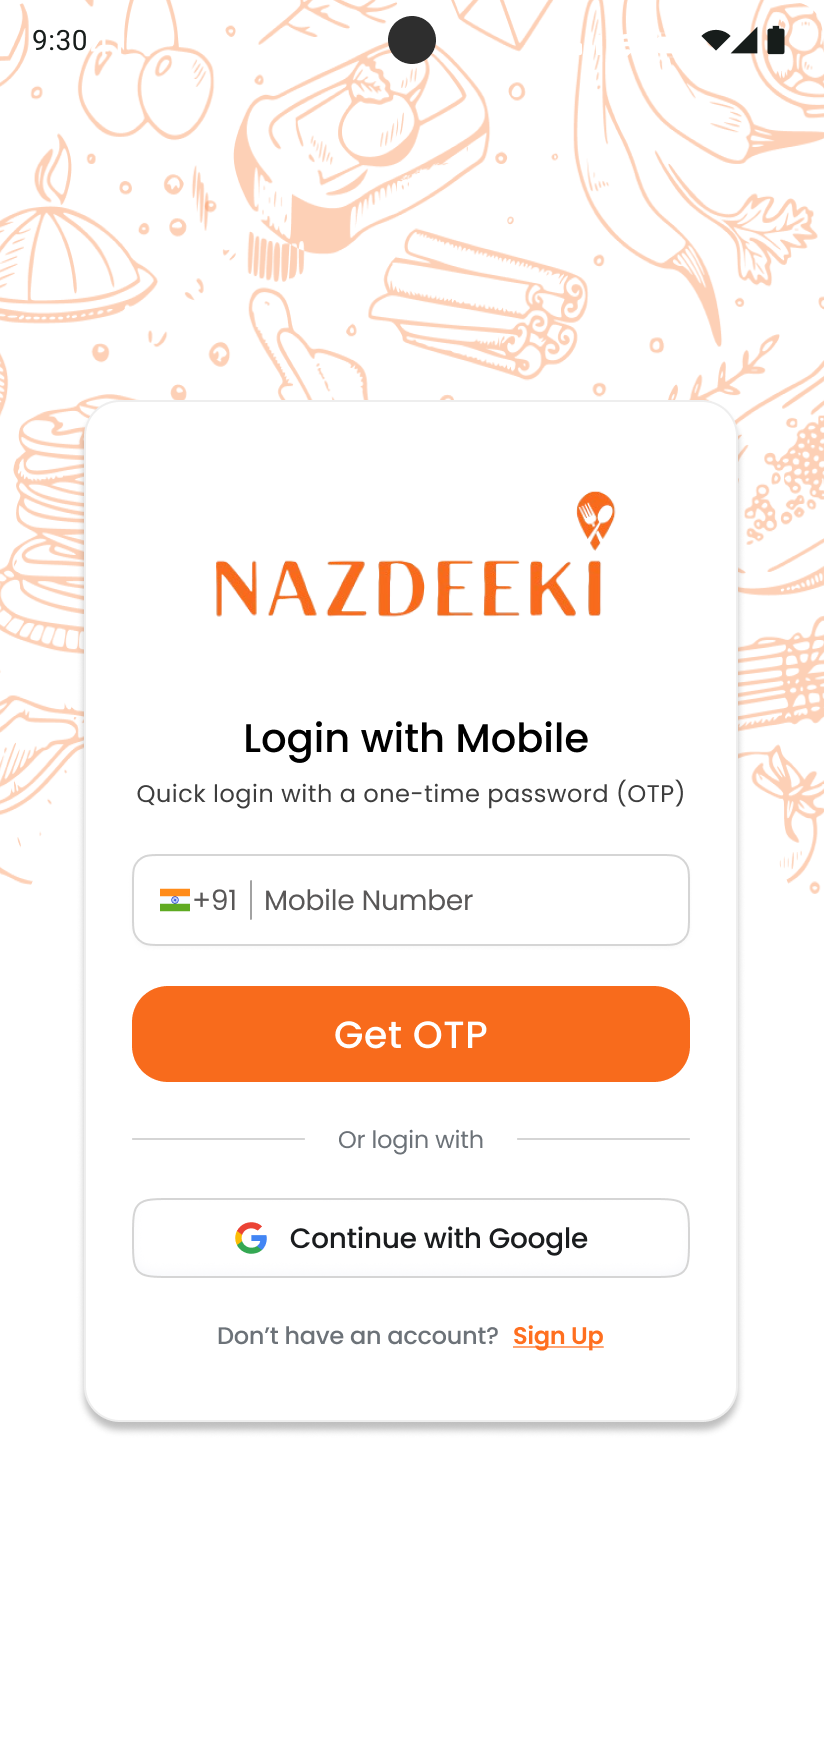 9:30
NAZDEEKI
Login with Mobile
Quick login with a one-time password (OTP)
+91 Mobile Number
Get OTP
Or login with
Continue with Google
Don’t have an account? Sign Up